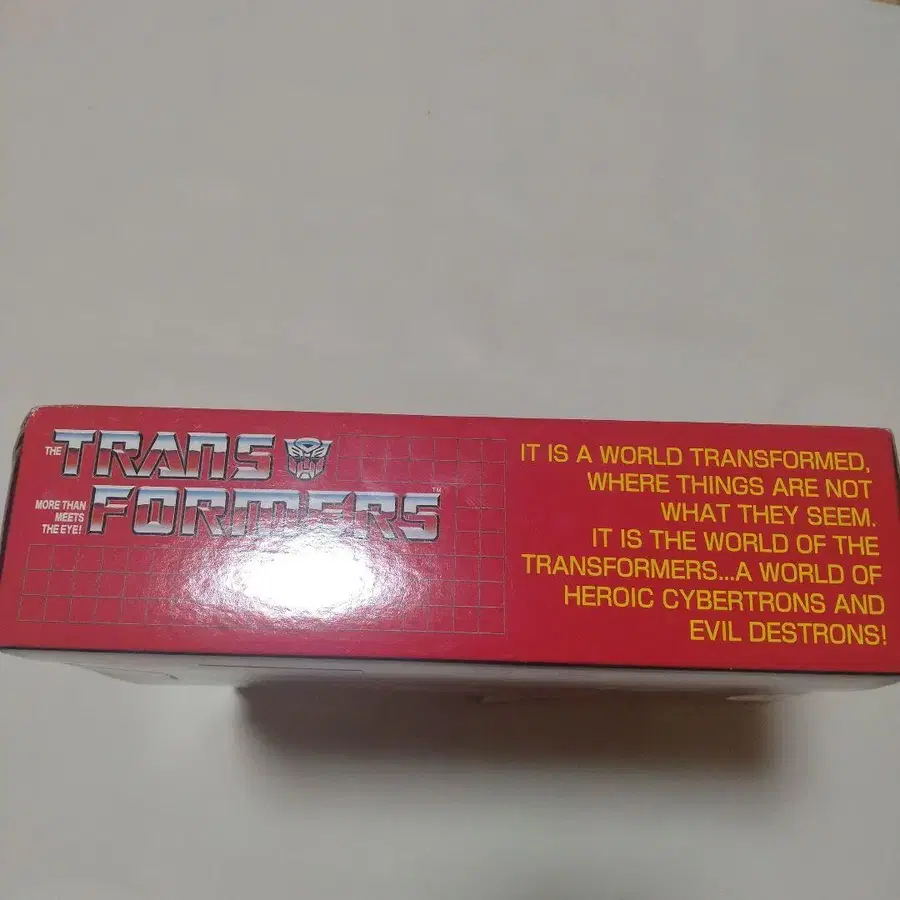 THE TRANS
FORMERS™
MORE THAN
MEETS
THE EYE!
IT IS A WORLD TRANSFORMED,
WHERE THINGS ARE NOT
WHAT THEY SEEM.
IT IS THE WORLD OF THE
TRANSFORMERS...A WORLD OF
HEROIC CYBERTRONS AND
EVIL DESTRONS!